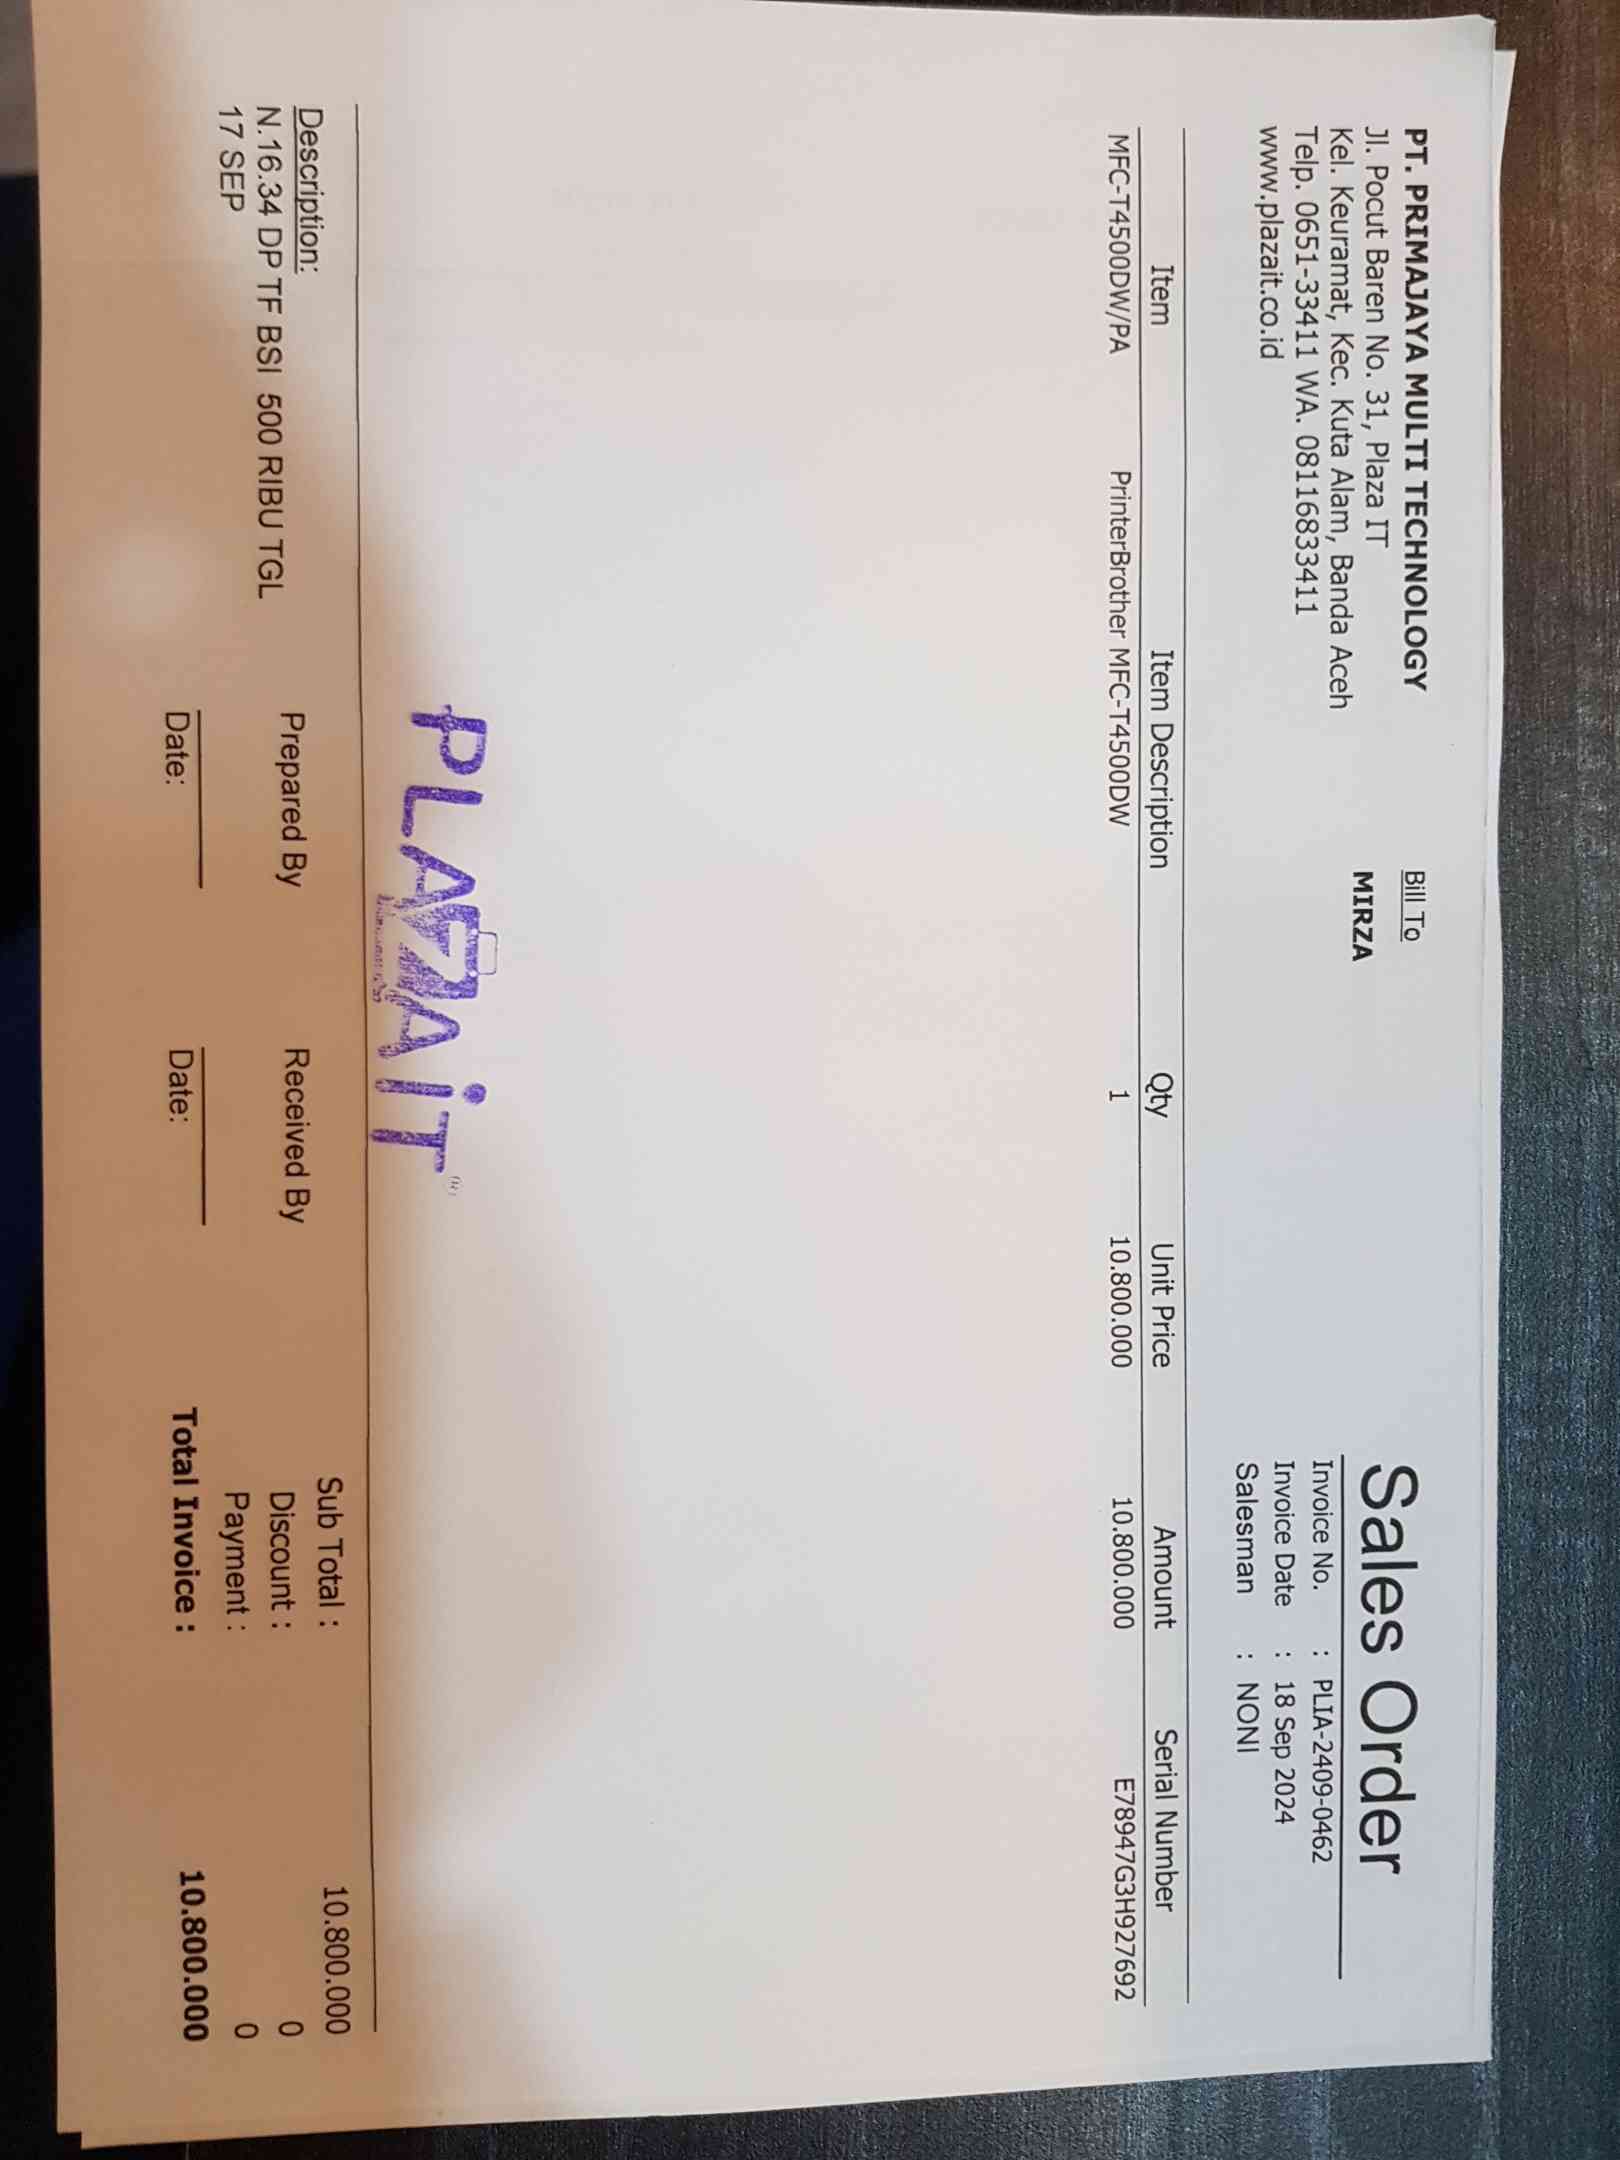 PT. PRIMAJAYA MULTI TECHNOLOGY
Jl. Pocut Baren No. 31, Plaza IT
Kel. Keuramat, Kec. Kuta Alam, Banda Aceh
Telp. 0651-33411 WA. 08116833411
www.plazait.co.id
Bill To
MIRZA
Sales Order
Invoice No. : PLIA-2409-0462
Invoice Date : 18 Sep 2024
Salesman : NONI
Item Item Description Qty Unit Price Amount Serial Number
MFC-T4500DW/PA PrinterBrother MFC-T4500DW 1 10.800.000 10.800.000 E78947G3H927692
PLAZAiT
Description:
N.16.34 DP TF BSI 500 RIBU TGL
17 SEP
Prepared By
Date:
Received By
Date:
Sub Total : 10.800.000
Discount : 0
Payment : 0
Total Invoice : 10.800.000